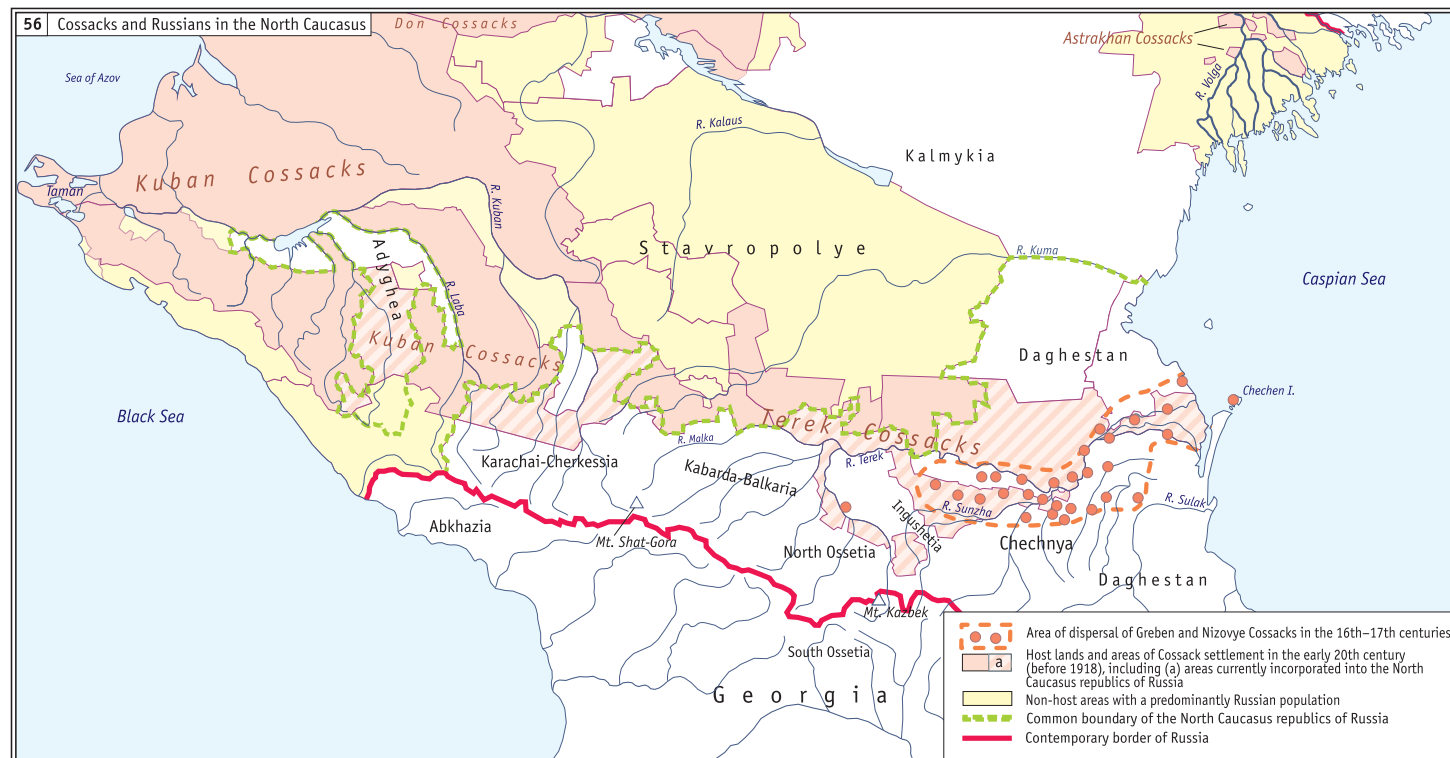 56 Cossacks and Russians in the North Caucasus
Don Cossacks
Astrakhan Cossacks
Sea of Azov
R. Volga
R. Kalaus
Kalmykia
Kuban Cossacks
Taman
R. Kuban
Stavropolye
R. Kuma
Adyghea
Caspian Sea
R. Laba
Kuban Cossacks
Daghestan
Chechen I.
Black Sea
Terek Cossacks
R. Malka
Karachai-Cherkessia
R. Terek
Kabarda-Balkaria
R. Sulak
R. Sunzha
Ingushetia
Abkhazia
Mt. Shat-Gora
North Ossetia
Chechnya
Daghestan
Mt. Kazbek
South Ossetia
Georgia
Area of dispersal of Greben and Nizovye Cossacks in the 16th–17th centuries
a
Host lands and areas of Cossack settlement in the early 20th century
(before 1918), including (a) areas currently incorporated into the North
Caucasus republics of Russia
Non-host areas with a predominantly Russian population
Common boundary of the North Caucasus republics of Russia
Contemporary border of Russia